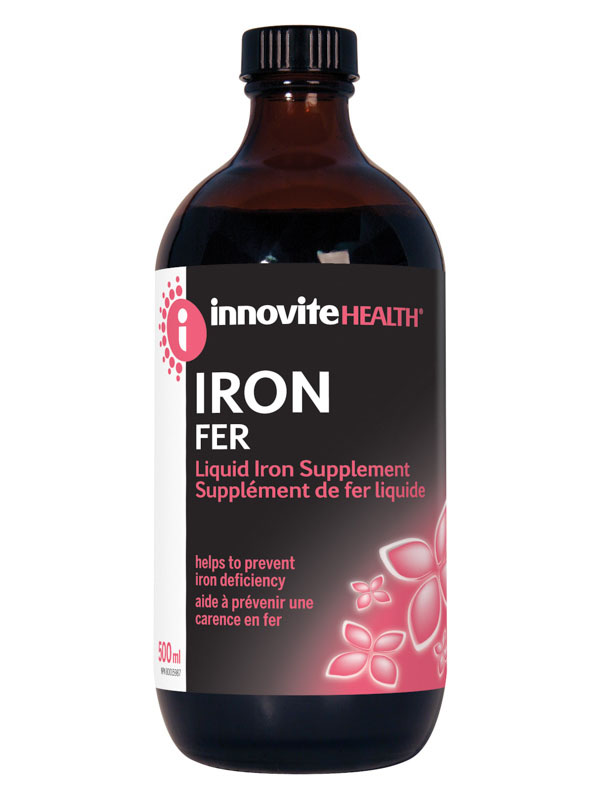 i innoviteHEALTH®
IRON
FER
Liquid Iron Supplement
Supplément de fer liquide
helps to prevent
iron deficiency
aide à prévenir une
carence en fer
500 ml